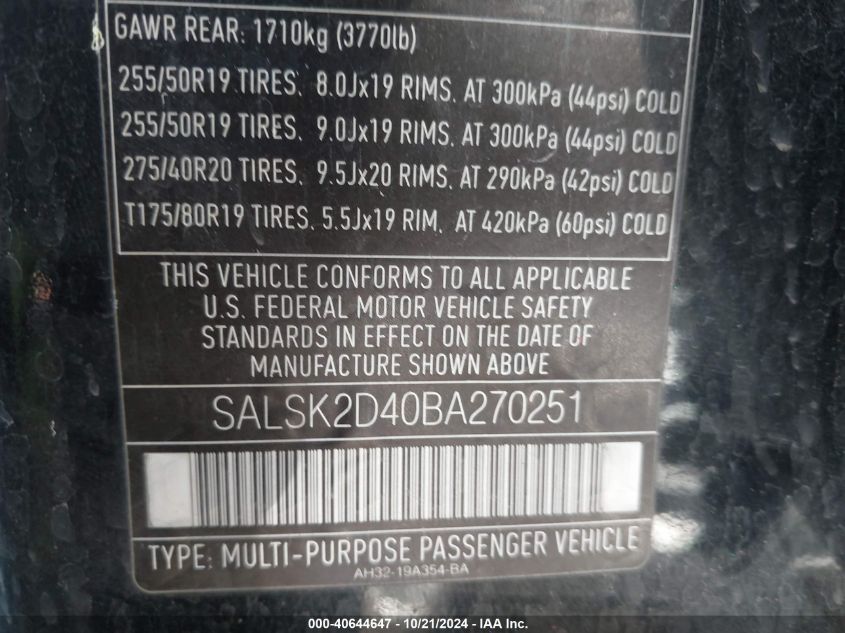 GAWR REAR: 1710kg (3770lb)
255/50R19 TIRES. 8.0Jx19 RIMS. AT 300kPa (44psi) COLD
255/50R19 TIRES. 9.0Jx19 RIMS. AT 300kPa (44psi) COLD
275/40R20 TIRES. 9.5Jx20 RIMS. AT 290kPa (42psi) COLD
T175/80R19 TIRES. 5.5Jx19 RIM. AT 420kPa (60psi) COLD
THIS VEHICLE CONFORMS TO ALL APPLICABLE
U.S. FEDERAL MOTOR VEHICLE SAFETY
STANDARDS IN EFFECT ON THE DATE OF
MANUFACTURE SHOWN ABOVE
SALSK2D40BA270251
TYPE: MULTI-PURPOSE PASSENGER VEHICLE
AH32-19A354-BA
000-40644647 - 10/21/2024 - IAA Inc.